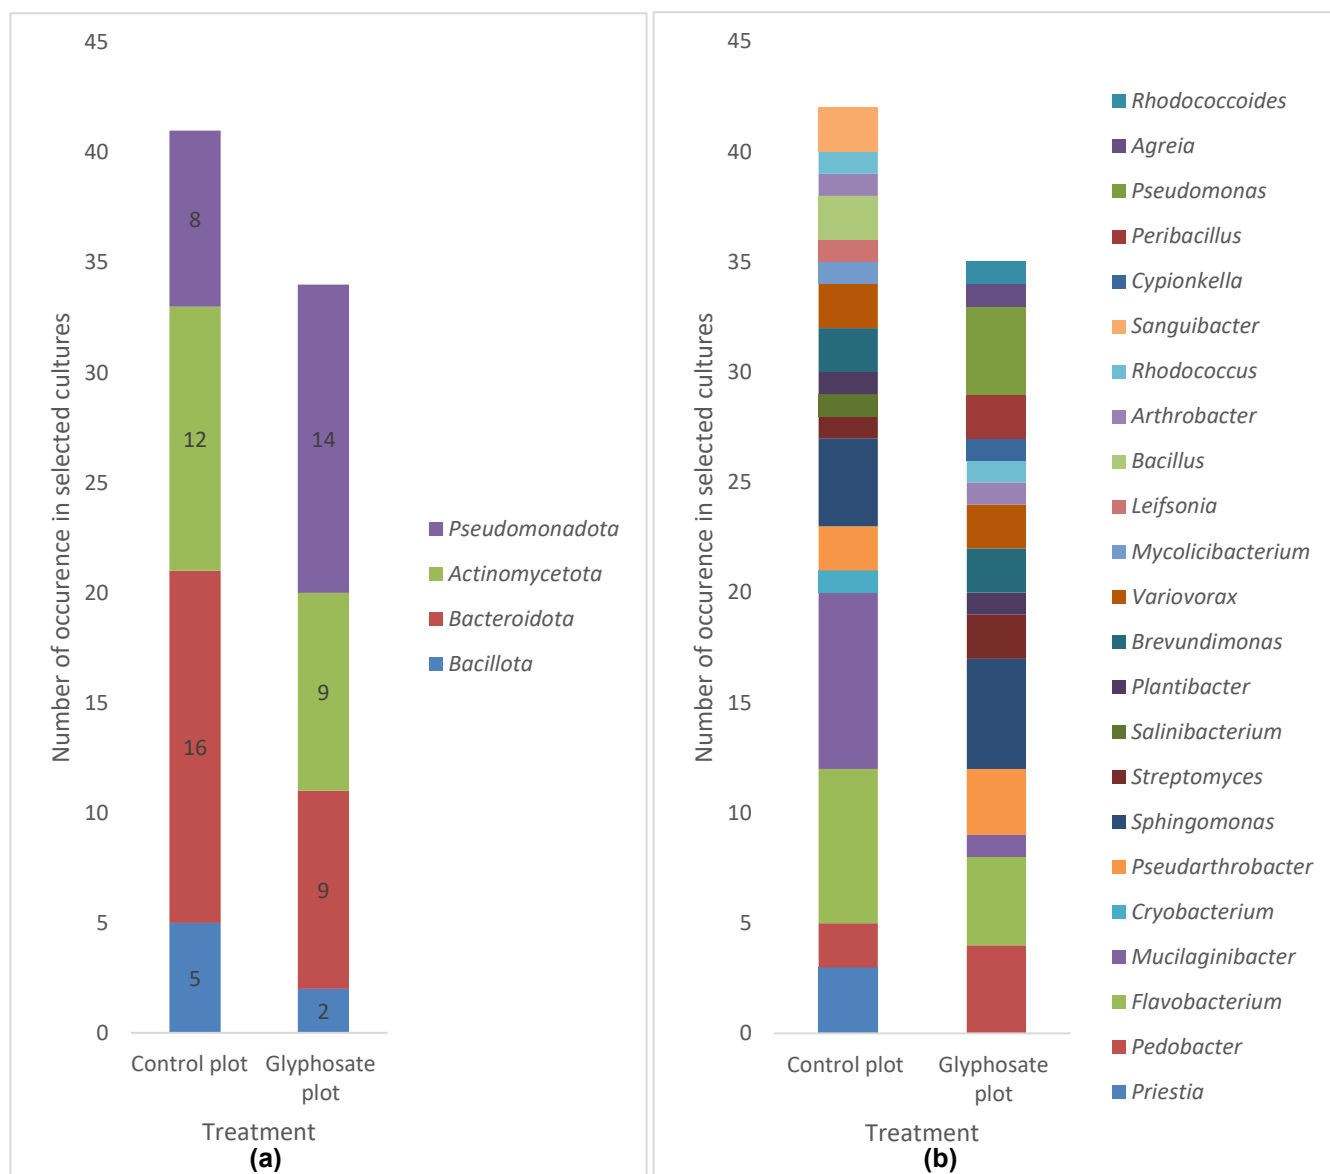 45
40
35
30
25
20
15
10
5
0
Number of occurence in selected cultures
8
12
16
5
14
9
9
2
Control plot
Glyphosate
plot
Treatment
(a)
Pseudomonadota
Actinomycetota
Bacteroidota
Bacillota
45
40
35
30
25
20
15
10
5
0
Number of occurence in selected cultures
Control plot
Glyphosate
plot
Treatment
(b)
Rhodococcoides
Agreia
Pseudomonas
Peribacillus
Cypionkella
Sanguibacter
Rhodococcus
Arthrobacter
Bacillus
Leifsonia
Mycolicibacterium
Variovorax
Brevundimonas
Plantibacter
Salinibacterium
Streptomyces
Sphingomonas
Pseudarthrobacter
Cryobacterium
Mucilaginibacter
Flavobacterium
Pedobacter
Priestia